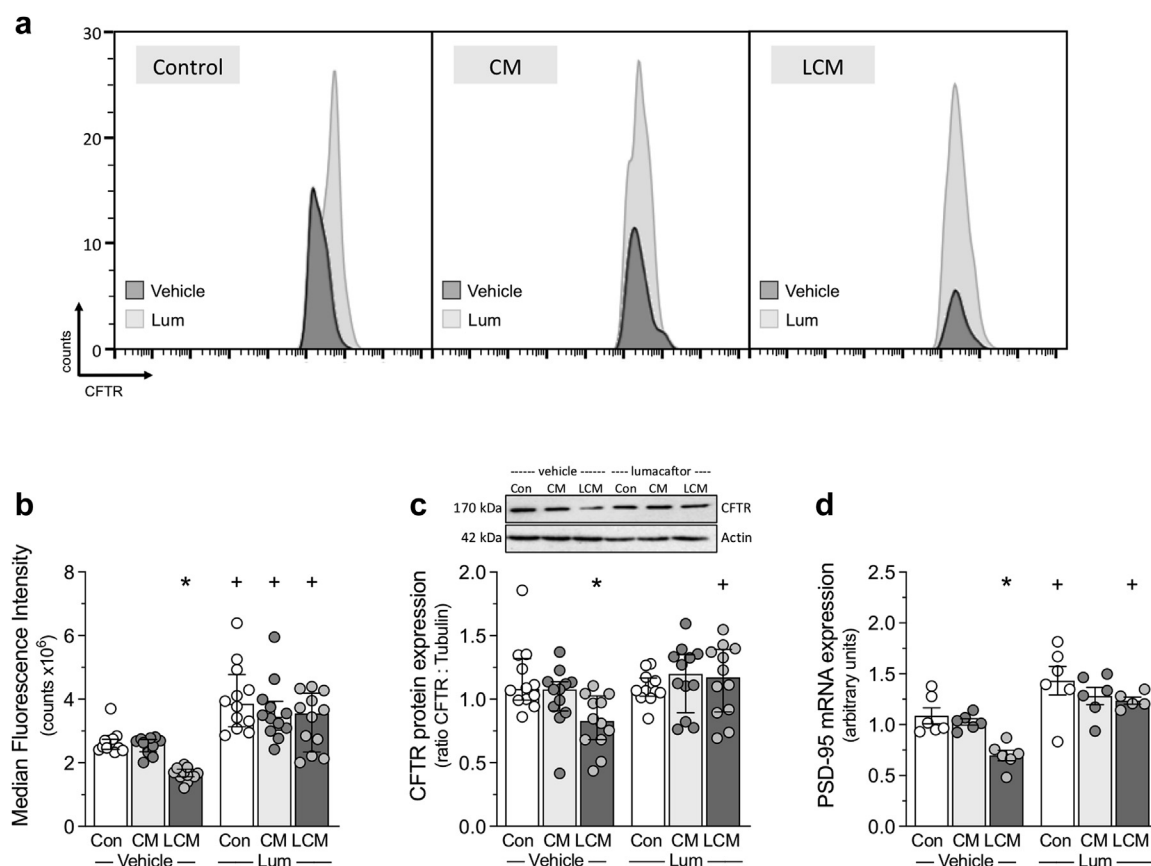 a
30
20
10
0
counts
CFTR
Control
Vehicle
Lum
CM
Vehicle
Lum
LCM
Vehicle
Lum
b
Median Fluorescence Intensity
(counts x10⁶)
8
6
4
2
0
*
+ + +
Con CM LCM Con CM LCM
Vehicle Lum
c
------ vehicle ------ ---- lumacaftor ----
Con CM LCM Con CM LCM
170 kDa CFTR
42 kDa Actin
CFTR protein expression
(ratio CFTR : Tubulin)
2.0
1.5
1.0
0.5
0.0
*
+
Con CM LCM Con CM LCM
Vehicle Lum
d
PSD-95 mRNA expression
(arbitrary units)
2.5
2.0
1.5
1.0
0.5
0
*
+ +
Con CM LCM Con CM LCM
Vehicle Lum